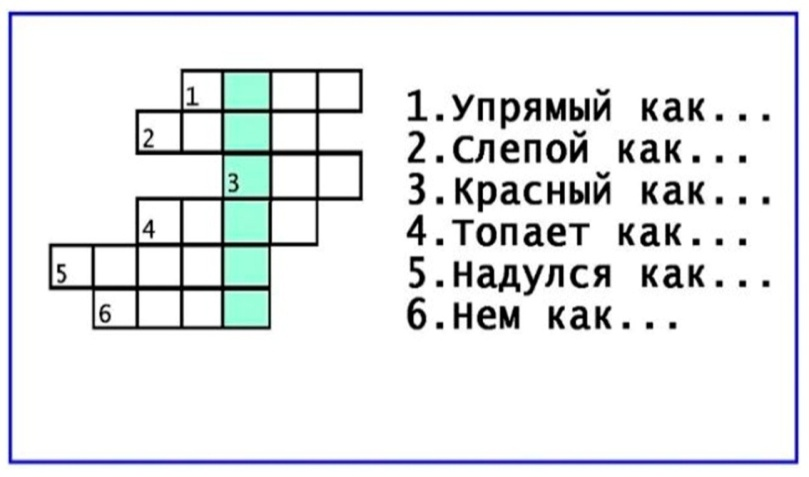 1
2
3
4
5
6
1.Упрямый как...
2.Слепой как...
3.Красный как...
4.Топает как...
5.Надулся как...
6.Нем как...